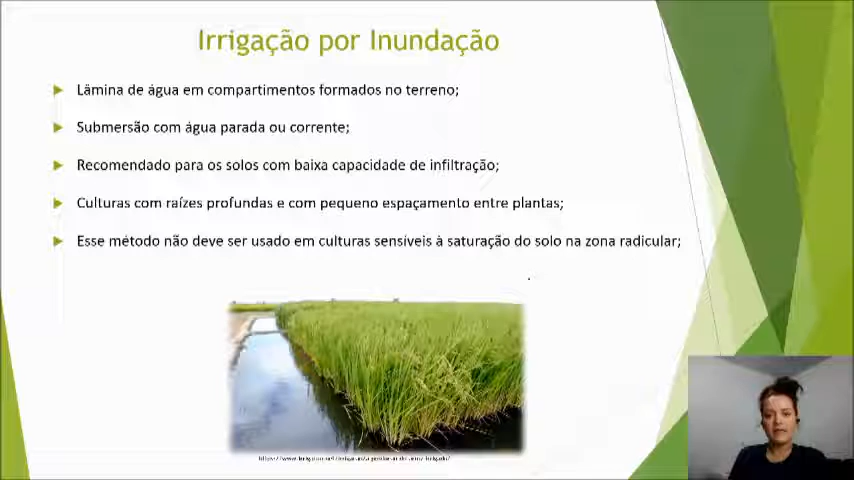 Irrigação por Inundação
Lâmina de água em compartimentos formados no terreno;
Submersão com água parada ou corrente;
Recomendado para os solos com baixa capacidade de infiltração;
Culturas com raízes profundas e com pequeno espaçamento entre plantas;
Esse método não deve ser usado em culturas sensíveis à saturação do solo na zona radicular;